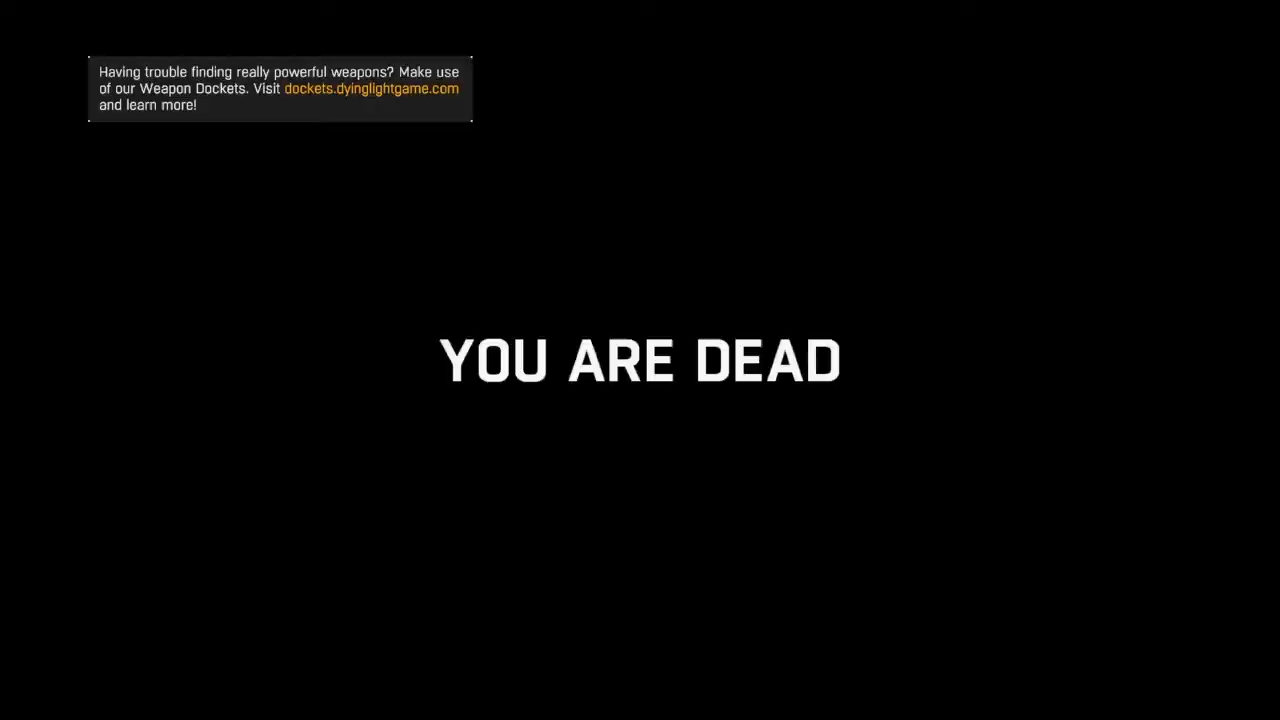 Having trouble finding really powerful weapons? Make use
of our Weapon Dockets. Visit dockets.dyinglightgame.com
and learn more!
YOU ARE DEAD